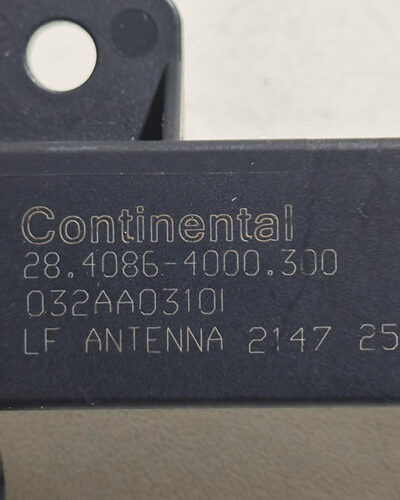 Continental
28.4086-4000.300
032AA03101
LF ANTENNA 2147 25